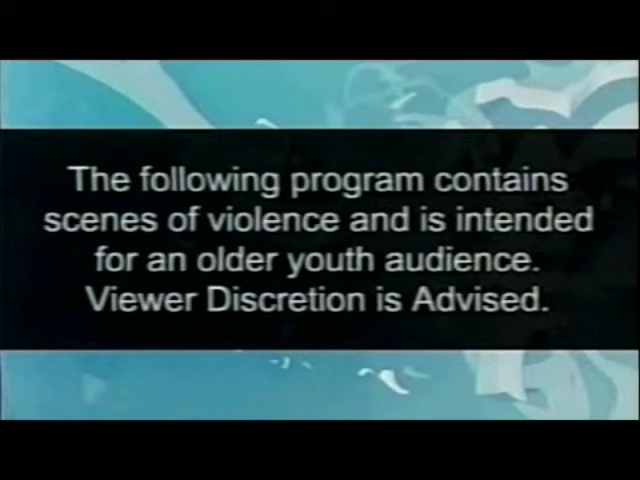 The following program contains
scenes of violence and is intended
for an older youth audience.
Viewer Discretion is Advised.